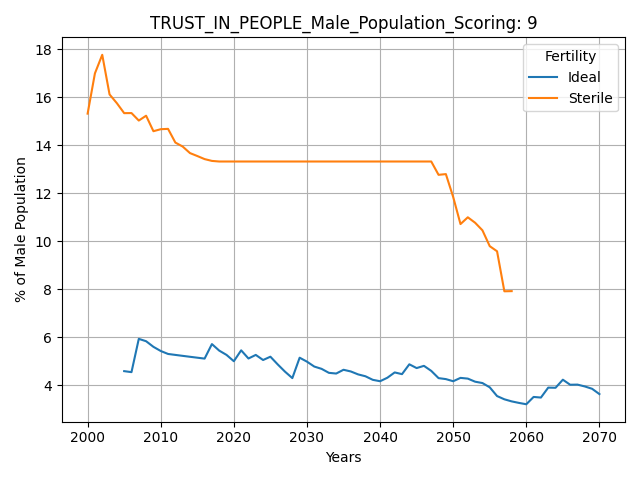 TRUST_IN_PEOPLE_Male_Population_Scoring: 9
Fertility
Ideal
Sterile
% of Male Population
18
16
14
12
10
8
6
4
2000 2010 2020 2030 2040 2050 2060 2070
Years